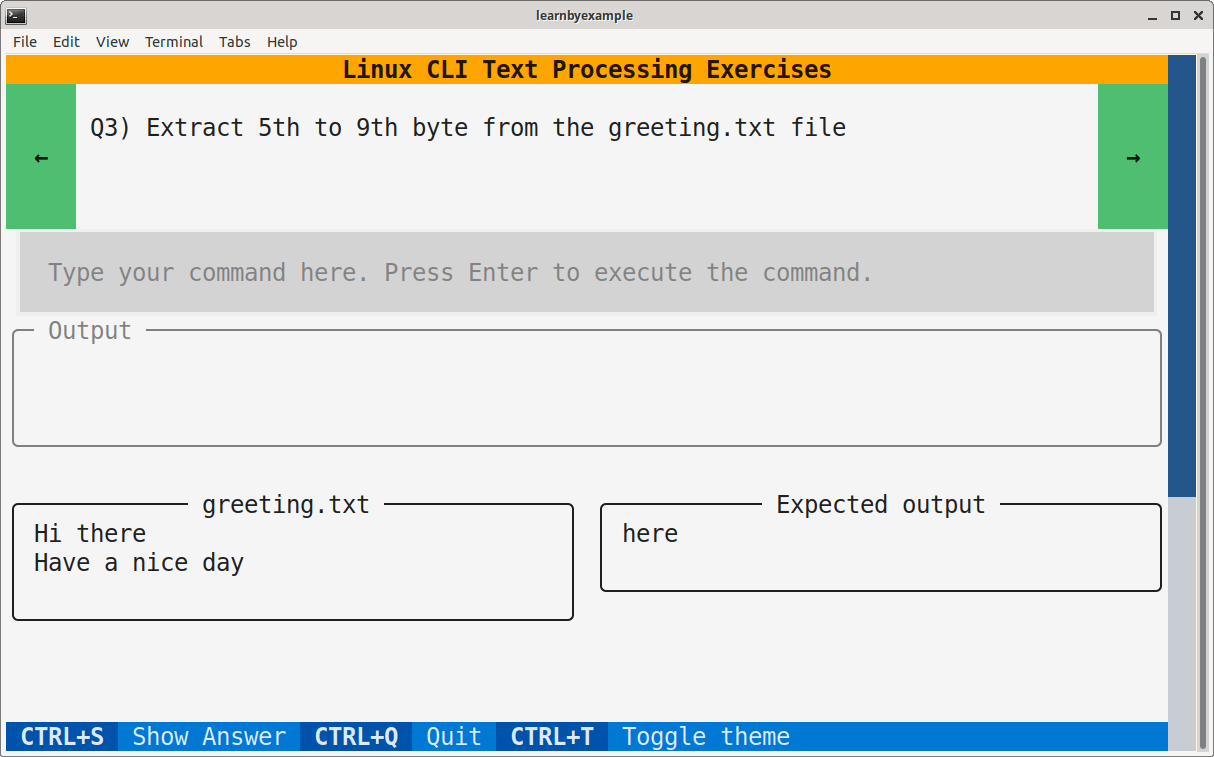 learnbyexample
File Edit View Terminal Tabs Help
Linux CLI Text Processing Exercises
Q3) Extract 5th to 9th byte from the greeting.txt file
← →
Type your command here. Press Enter to execute the command.
Output
greeting.txt
Hi there
Have a nice day
Expected output
here
CTRL+S Show Answer CTRL+Q Quit CTRL+T Toggle theme